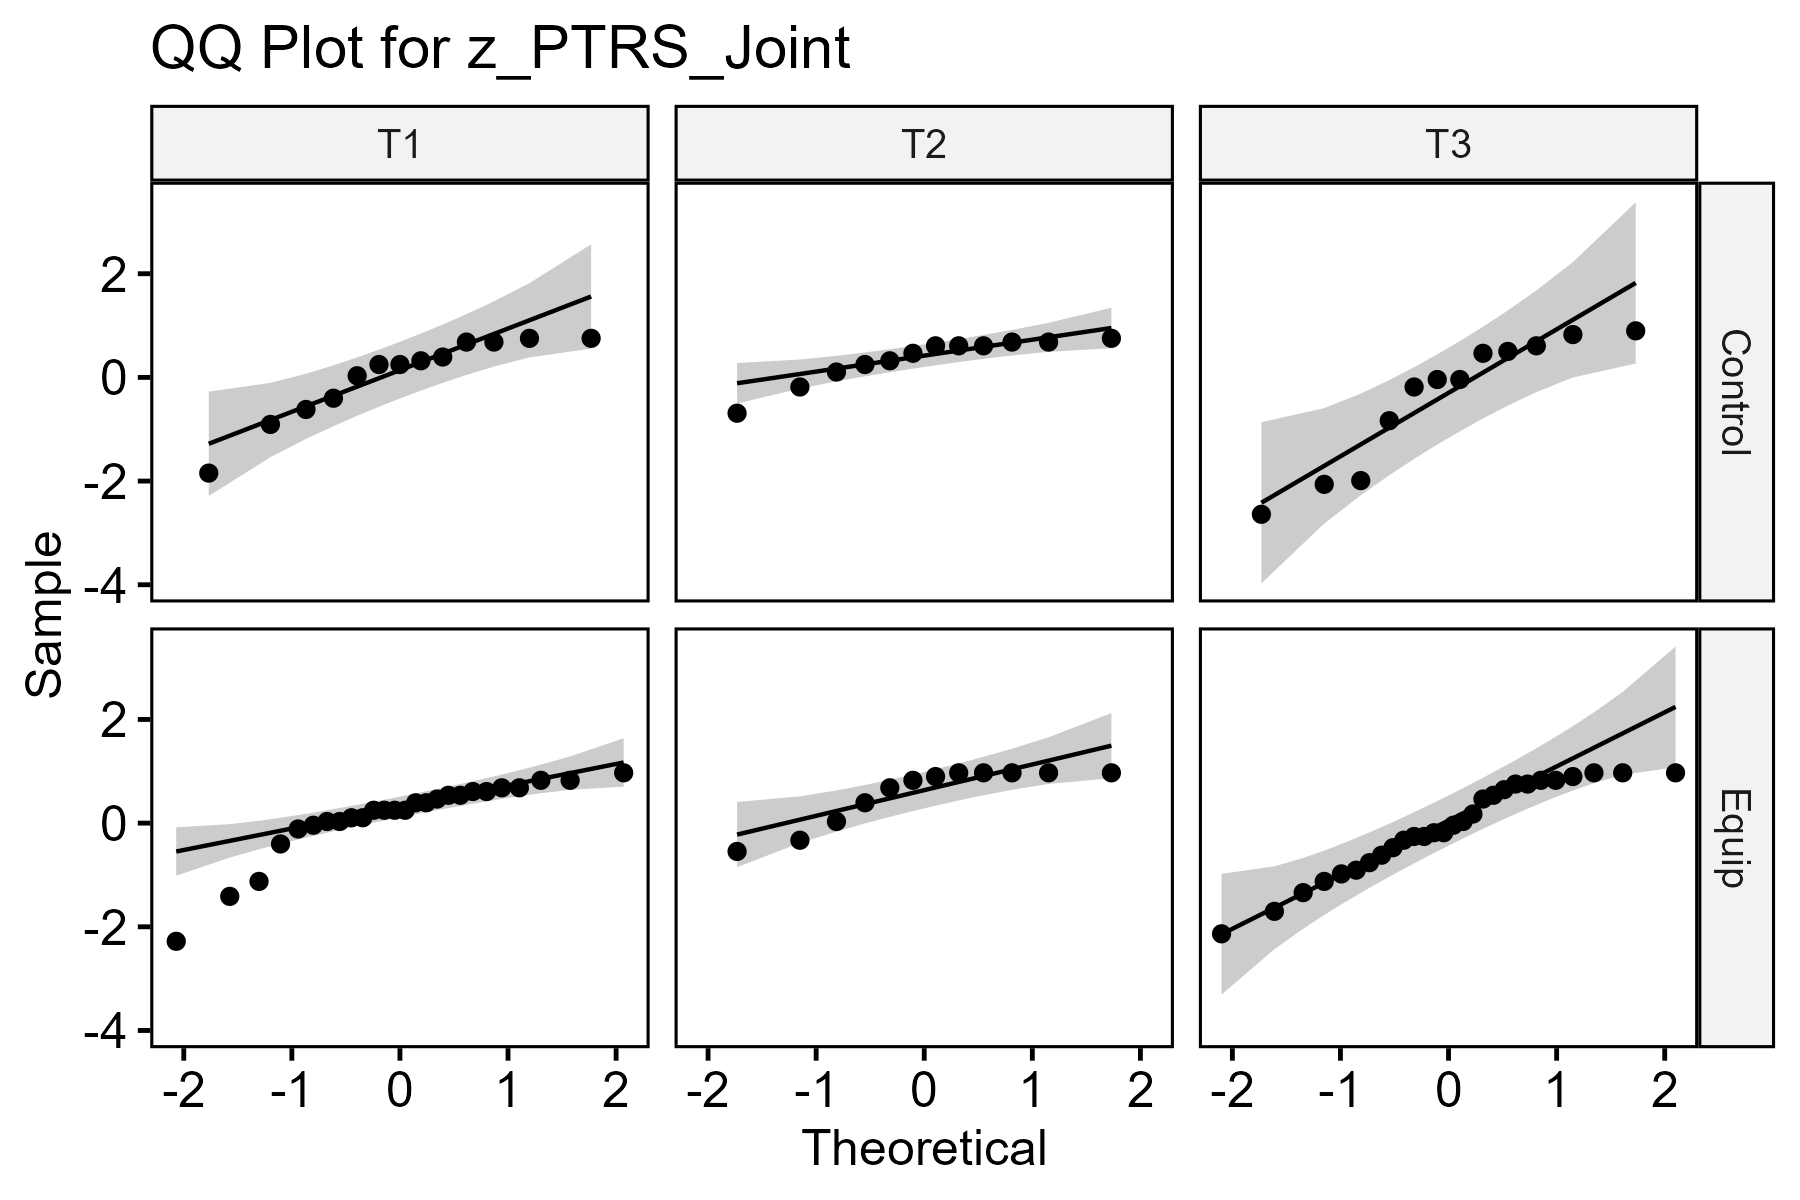 QQ Plot for z_PTRS_Joint
T1 T2 T3
2
0
-2
-4
Control
Sample
2
0
-2
-4
Equip
-2 -1 0 1 2 -2 -1 0 1 2 -2 -1 0 1 2
Theoretical